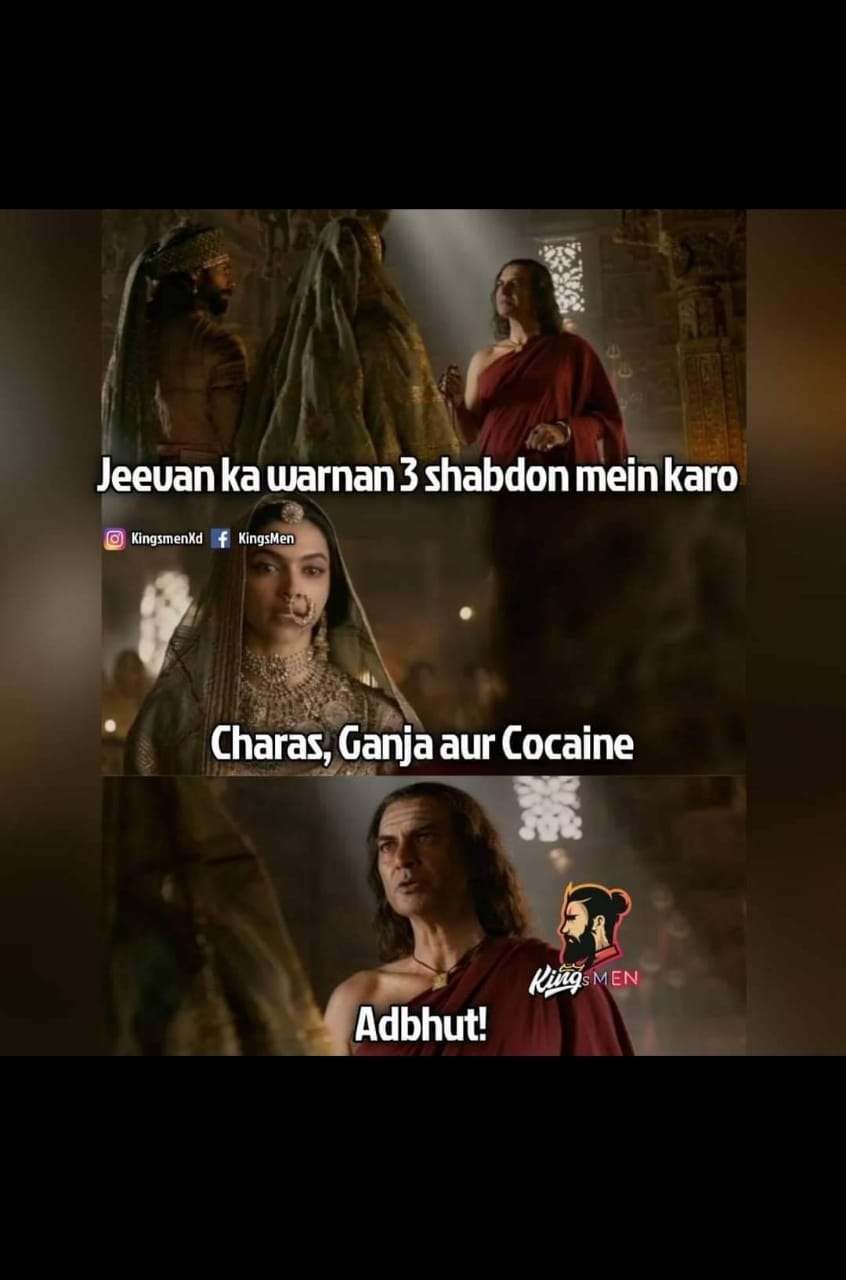 Jeevan ka warnan 3 shabdon mein karo
KingsmenXd KingsMen
Charas, Ganja aur Cocaine
KingsMEN
Adbhut!